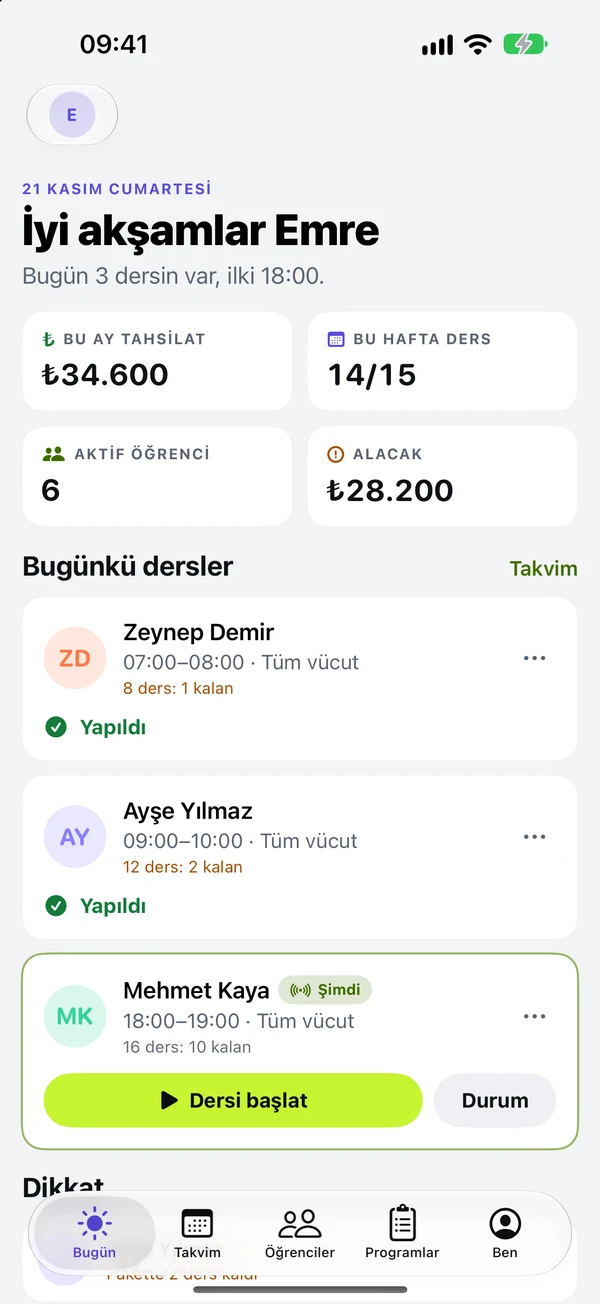 09:41
E
21 KASIM CUMARTESİ
İyi akşamlar Emre
Bugün 3 dersin var, ilki 18:00.
₺ BU AY TAHSİLAT
₺34.600
BU HAFTA DERS
14/15
AKTİF ÖĞRENCİ
6
ALACAK
₺28.200
Bugünkü dersler
Takvim
ZD
Zeynep Demir
07:00–08:00 · Tüm vücut
8 ders: 1 kalan
Yapıldı
AY
Ayşe Yılmaz
09:00–10:00 · Tüm vücut
12 ders: 2 kalan
Yapıldı
MK
Mehmet Kaya
Şimdi
18:00–19:00 · Tüm vücut
16 ders: 10 kalan
Dersi başlat
Durum
Dikkat
Pakette 2 ders kaldı
Bugün
Takvim
Öğrenciler
Programlar
Ben